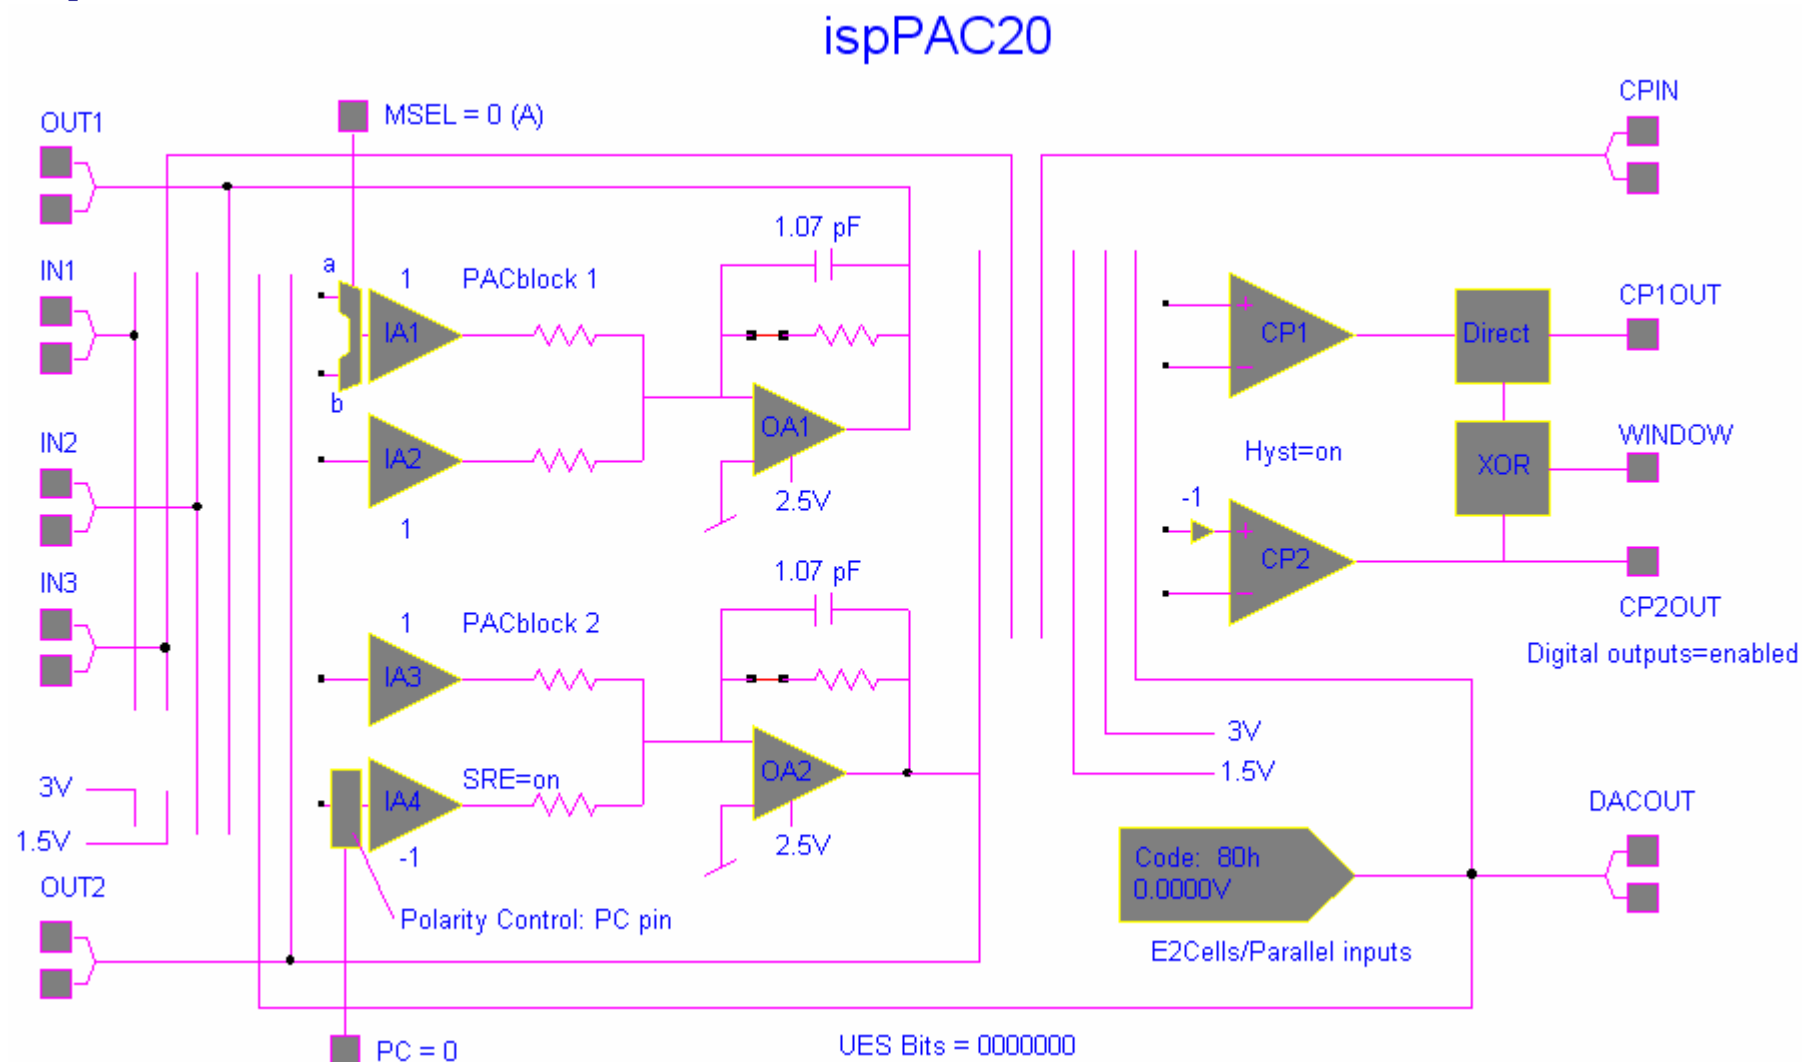 ispPAC20
CPIN
MSEL = 0 (A)
OUT1
1.07 pF
IN1
a
1
PACblock 1
CP1OUT
IA1
+
CP1
−
Direct
b
OA1
IN2
IA2
Hyst=on
XOR
WINDOW
2.5V
-1
1
+
CP2
−
1.07 pF
IN3
1
PACblock 2
CP2OUT
Digital outputs=enabled
IA3
3V
1.5V
OA2
SRE=on
3V
IA4
DACOUT
1.5V
-1
2.5V
Code: 80h
0.0000V
OUT2
Polarity Control: PC pin
E2Cells/Parallel inputs
PC = 0
UES Bits = 0000000